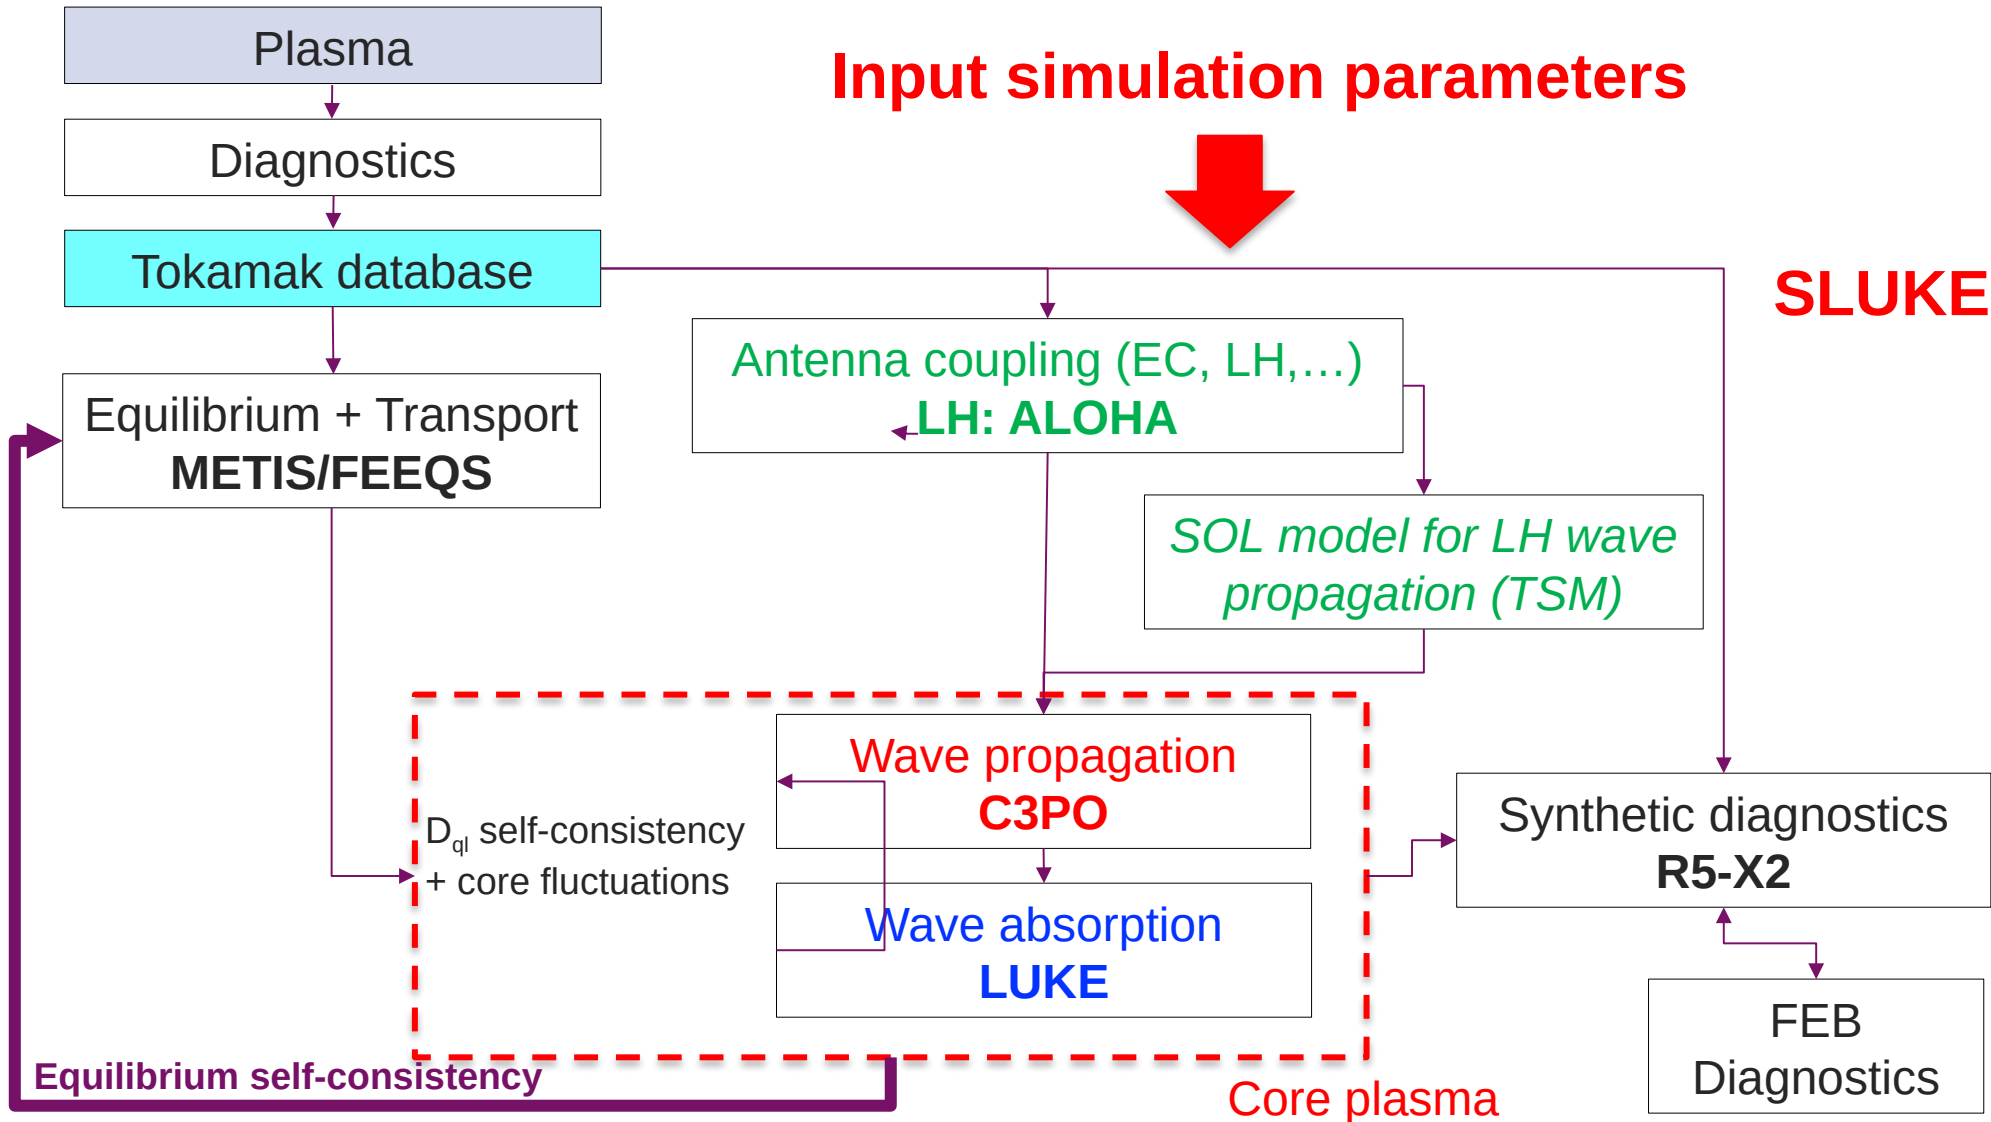 Plasma
Input simulation parameters
Diagnostics
Tokamak database
SLUKE
Antenna coupling (EC, LH,…)
LH: ALOHA
Equilibrium + Transport
METIS/FEEQS
SOL model for LH wave
propagation (TSM)
Wave propagation
C3PO
Dql self-consistency
+ core fluctuations
Synthetic diagnostics
R5-X2
Wave absorption
LUKE
FEB
Diagnostics
Equilibrium self-consistency
Core plasma